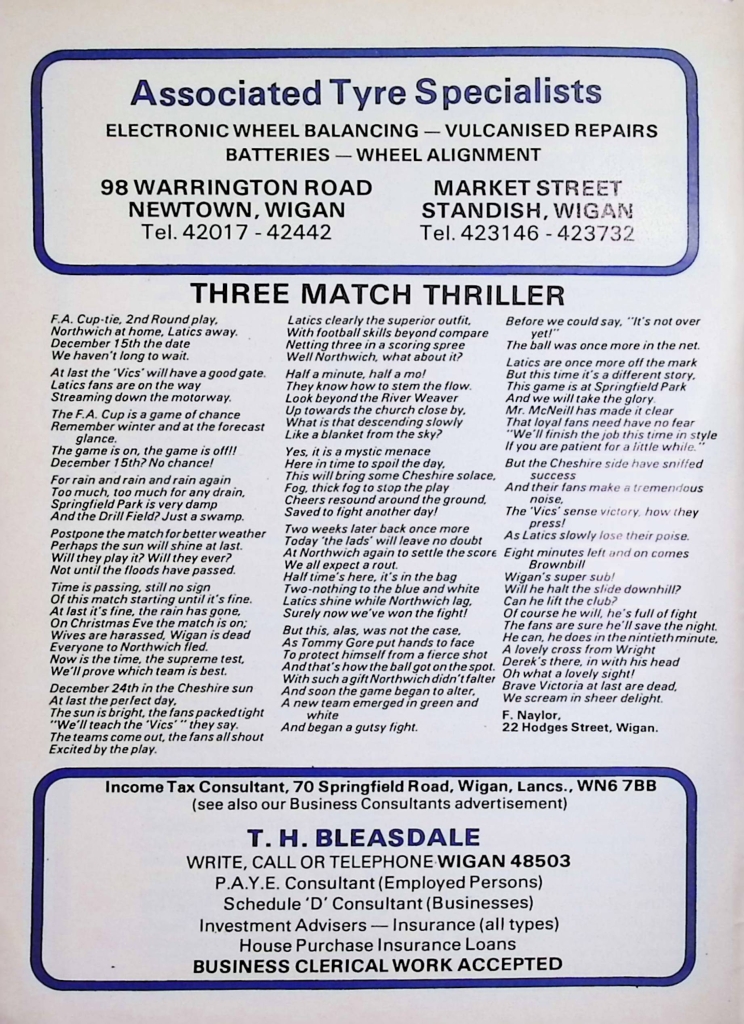 Associated Tyre Specialists
ELECTRONIC WHEEL BALANCING — VULCANISED REPAIRS
BATTERIES — WHEEL ALIGNMENT
98 WARRINGTON ROAD
NEWTOWN, WIGAN
Tel. 42017 - 42442
MARKET STREET
STANDISH, WIGAN
Tel. 423146 - 423732
THREE MATCH THRILLER
F.A. Cup-tie, 2nd Round play,
Northwich at home, Latics away.
December 15th the date
We haven't long to wait.
At last the 'Vics' will have a good gate.
Latics fans are on the way
Streaming down the motorway.
The F.A. Cup is a game of chance
Remember winter and at the forecast
glance.
The game is on, the game is off!!
December 15th? No chance!
For rain and rain and rain again
Too much, too much for any drain,
Springfield Park is very damp
And the Drill Field? Just a swamp.
Postpone the match for better weather
Perhaps the sun will shine at last.
Will they play it? Will they ever?
Not until the floods have passed.
Time is passing, still no sign
Of this match starting until it's fine.
At last it's fine, the rain has gone,
On Christmas Eve the match is on;
Wives are harassed, Wigan is dead
Everyone to Northwich fled.
Now is the time, the supreme test,
We'll prove which team is best.
December 24th in the Cheshire sun
At last the perfect day,
The sun is bright, the fans packed tight
"We'll teach the 'Vics' " they say.
The teams come out, the fans all shout
Excited by the play.
Latics clearly the superior outfit,
With football skills beyond compare
Netting three in a scoring spree
Well Northwich, what about it?
Half a minute, half a mo!
They know how to stem the flow.
Look beyond the River Weaver
Up towards the church close by,
What is that descending slowly
Like a blanket from the sky?
Yes, it is a mystic menace
Here in time to spoil the day,
This will bring some Cheshire solace,
Fog, thick fog to stop the play
Cheers resound around the ground,
Saved to fight another day!
Two weeks later back once more
Today 'the lads' will leave no doubt
At Northwich again to settle the score
We all expect a rout.
Half time's here, it's in the bag
Two-nothing to the blue and white
Latics shine while Northwich lag,
Surely now we've won the fight!
But this, alas, was not the case,
As Tommy Gore put hands to face
To protect himself from a fierce shot
And that's how the ball got on the spot.
With such a gift Northwich didn't falter
And soon the game began to alter,
A new team emerged in green and
white
And began a gutsy fight.
Before we could say, "It's not over
yet!"
The ball was once more in the net.
Latics are once more off the mark
But this time it's a different story,
This game is at Springfield Park
And we will take the glory.
Mr. McNeill has made it clear
That loyal fans need have no fear
"We'll finish the job this time in style
If you are patient for a little while."
But the Cheshire side have sniffed
success
And their fans make a tremendous
noise,
The 'Vics' sense victory, how they
press!
As Latics slowly lose their poise.
Eight minutes left and on comes
Brownbill
Wigan's super sub!
Will he halt the slide downhill?
Can he lift the club?
Of course he will, he's full of fight
The fans are sure he'll save the night.
He can, he does in the nintieth minute,
A lovely cross from Wright
Derek's there, in with his head
Oh what a lovely sight!
Brave Victoria at last are dead,
We scream in sheer delight.
F. Naylor,
22 Hodges Street, Wigan.
Income Tax Consultant, 70 Springfield Road, Wigan, Lancs., WN6 7BB
(see also our Business Consultants advertisement)
T. H. BLEASDALE
WRITE, CALL OR TELEPHONE WIGAN 48503
P.A.Y.E. Consultant (Employed Persons)
Schedule 'D' Consultant (Businesses)
Investment Advisers — Insurance (all types)
House Purchase Insurance Loans
BUSINESS CLERICAL WORK ACCEPTED